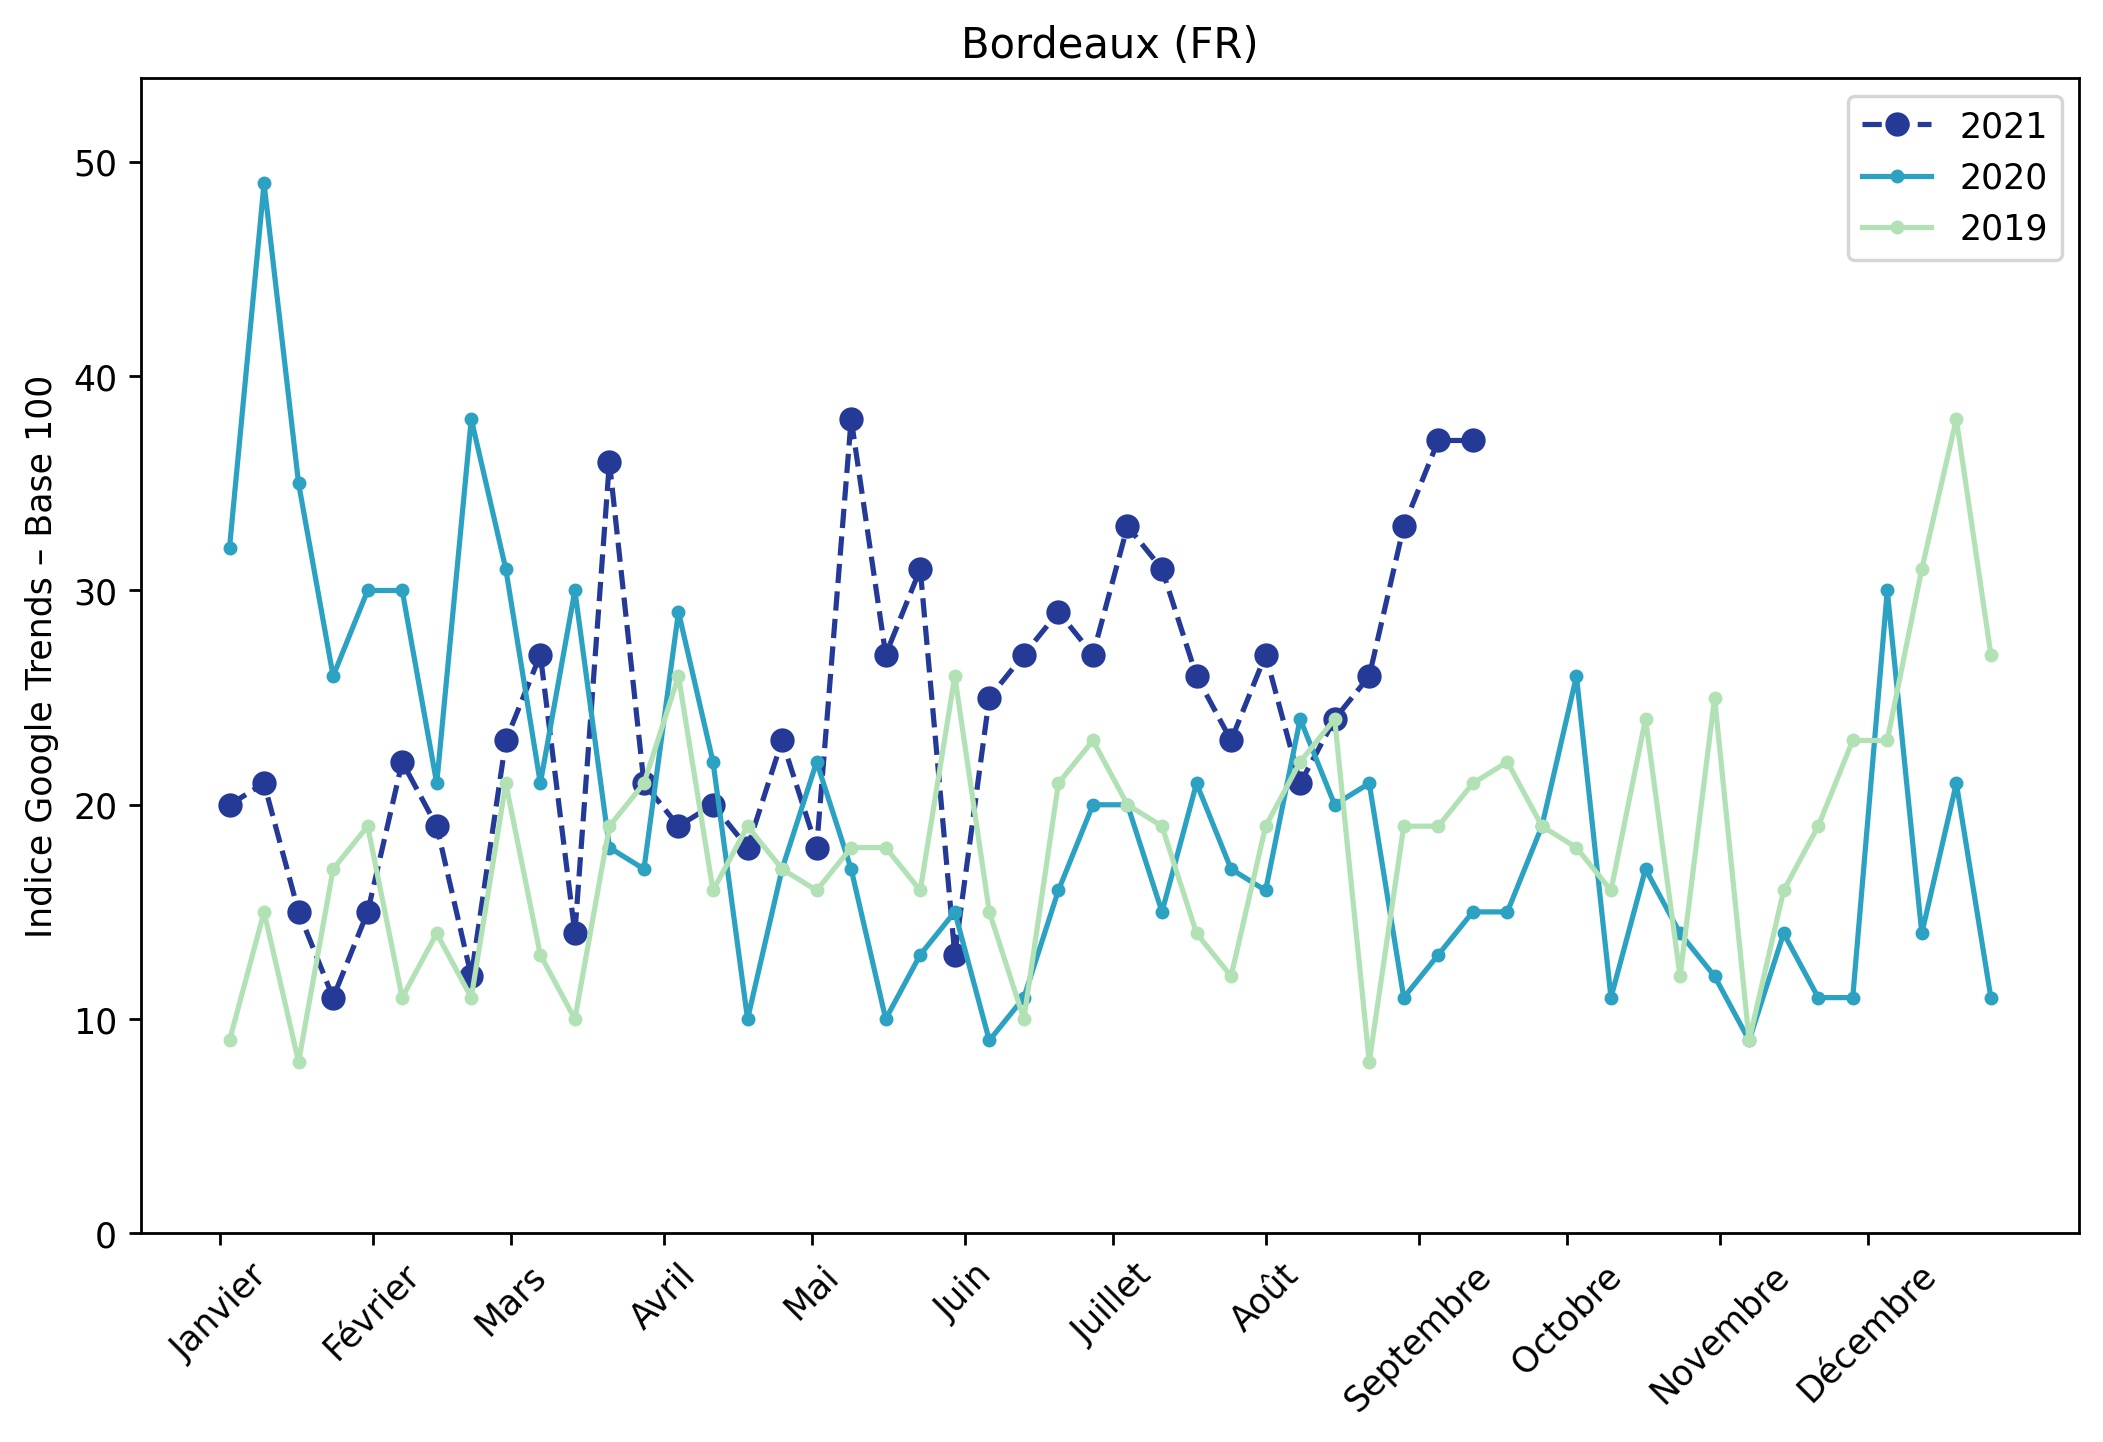 Bordeaux (FR)
2021
2020
2019
Indice Google Trends – Base 100
50
40
30
20
10
0
Janvier
Février
Mars
Avril
Mai
Juin
Juillet
Août
Septembre
Octobre
Novembre
Décembre